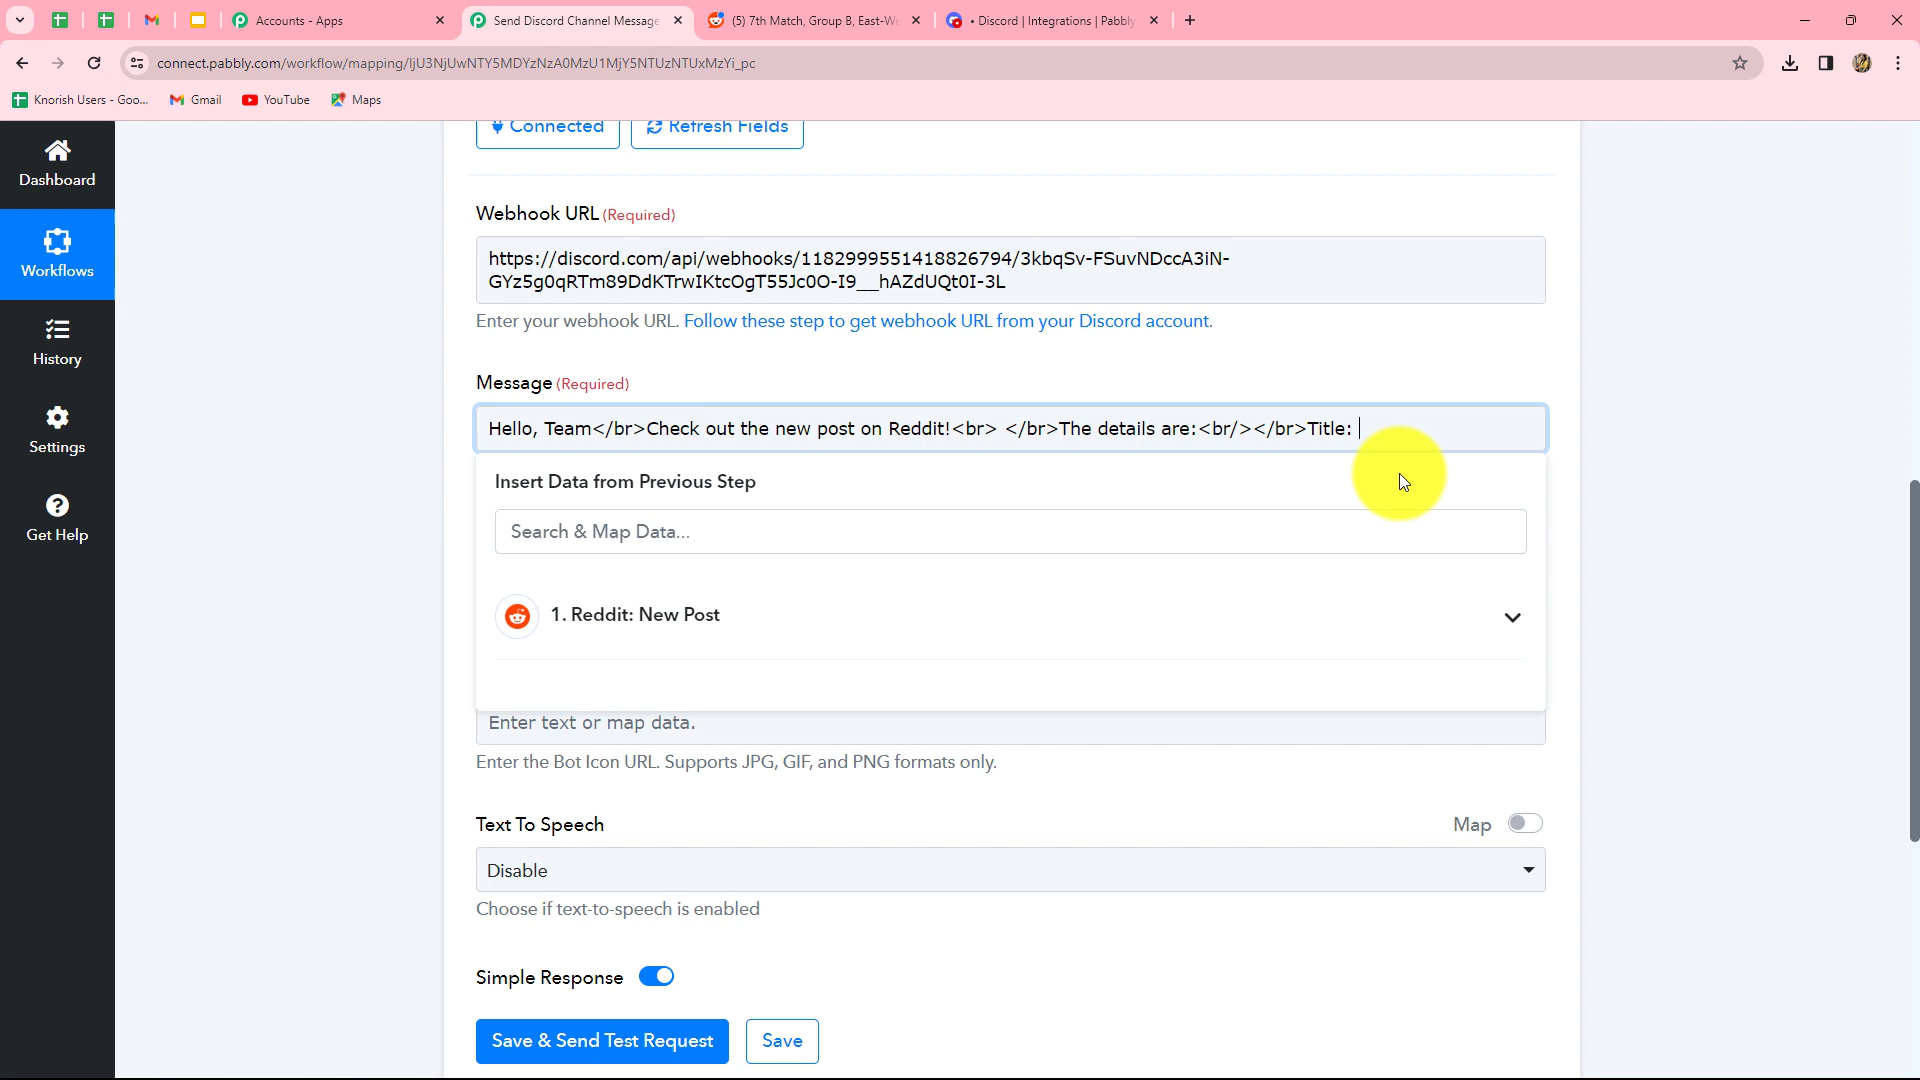 Accounts - Apps
Send Discord Channel Message
(5) 7th Match, Group B, East-We
• Discord | Integrations | Pabbly
connect.pabbly.com/workflow/mapping/IjU3NjUwNTY5MDYzNzA0MzU1MjY5NTUzNTUxMzYi_pc
Knorish Users - Goo...
Gmail
YouTube
Maps
Dashboard
Workflows
History
Settings
Get Help
Connected
Refresh Fields
Webhook URL (Required)
https://discord.com/api/webhooks/1182999551418826794/3kbqSv-FSuvNDccA3iN-
GYz5g0qRTm89DdKTrwIKtcOgT55Jc0O-I9__hAZdUQt0I-3L
Enter your webhook URL. Follow these step to get webhook URL from your Discord account.
Message (Required)
Hello, Team</br>Check out the new post on Reddit!<br> </br>The details are:<br/></br>Title:
Insert Data from Previous Step
Search & Map Data...
1. Reddit: New Post
Enter text or map data.
Enter the Bot Icon URL. Supports JPG, GIF, and PNG formats only.
Text To Speech
Map
Disable
Choose if text-to-speech is enabled
Simple Response
Save & Send Test Request
Save